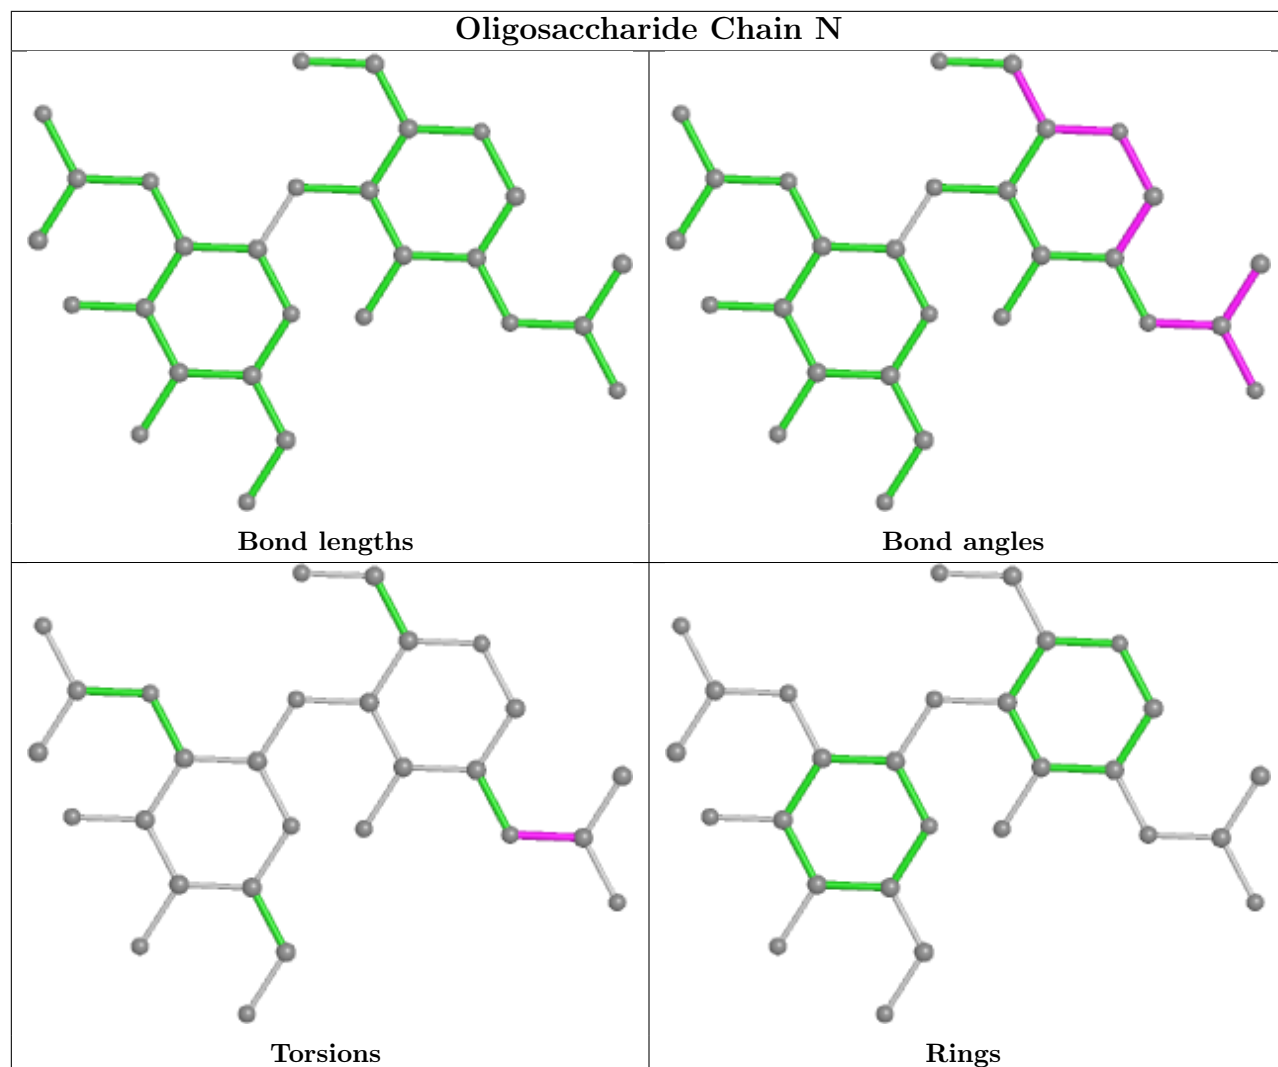 Oligosaccharide Chain N
Bond lengths
Bond angles
Torsions
Rings